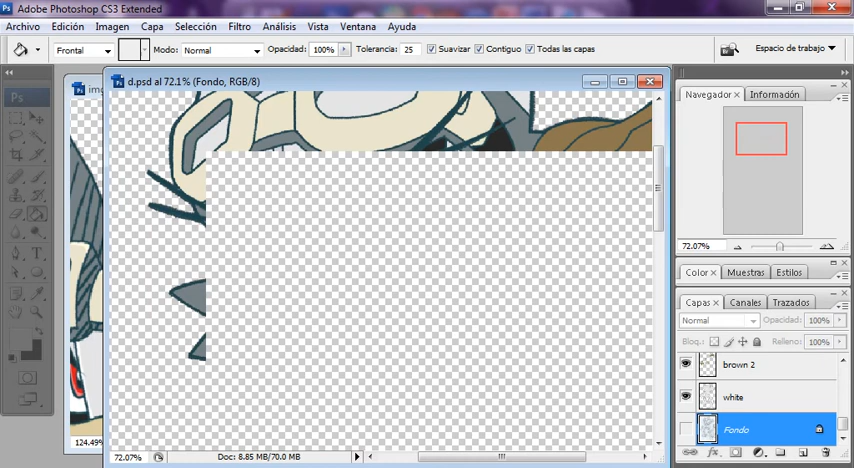 Adobe Photoshop CS3 Extended
Archivo Edición Imagen Capa Selección Filtro Análisis Vista Ventana Ayuda
Frontal Modo: Normal Opacidad: 100% Tolerancia: 25 Suavizar Contiguo Todas las capas Espacio de trabajo
Ps
img
124.49%
d.psd al 72.1% (Fondo, RGB/8)
72.07% Doc: 8.85 MB/70.0 MB
Navegador Información
72.07%
Color Muestras Estilos
Capas Canales Trazados
Normal Opacidad: 100%
Bloq.: Relleno: 100%
brown 2
white
Fondo